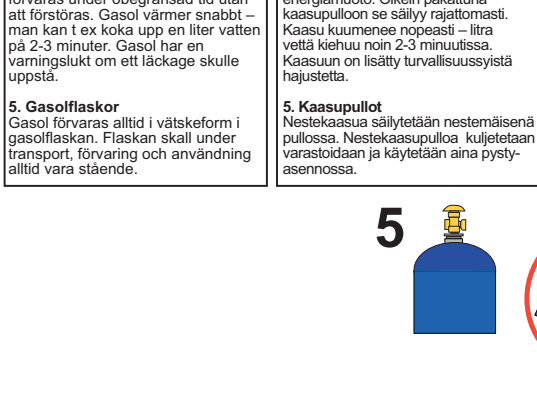 förvaras under obegränsad tid utan
att förstöras. Gasol värmer snabbt –
man kan t ex koka upp en liter vatten
på 2-3 minuter. Gasol har en
varningslukt om ett läckage skulle
uppstå.
5. Gasolflaskor
Gasol förvaras alltid i vätskeform i
gasolflaskan. Flaskan skall under
transport, förvaring och användning
alltid vara stående.
energiamuoto. Oikein pakattuna
kaasupulloon se säilyy rajattomasti.
Kaasu kuumenee nopeasti – litra
vettä kiehuu noin 2-3 minuutissa.
Kaasuun on lisätty turvallisuussyistä
hajustetta.
5. Kaasupullot
Nestekaasua säilytetään nestemäisenä
pullossa. Nestekaasupulloa kuljetetaan
varastoidaan ja käytetään aina pysty-
asennossa.
5